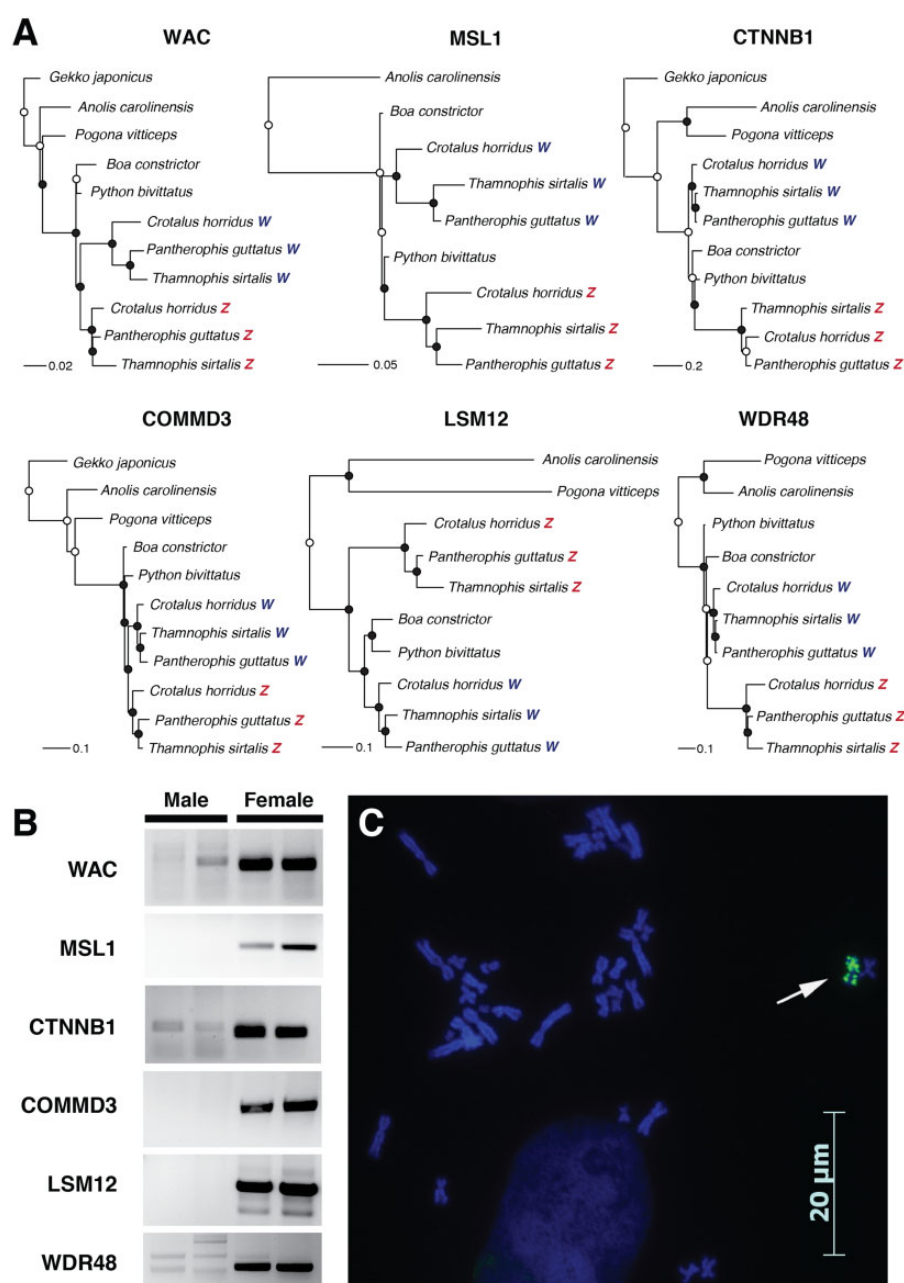 A
WAC
Gekko japonicus
Anolis carolinensis
Pogona vitticeps
Boa constrictor
Python bivittatus
Crotalus horridus W
Pantherophis guttatus W
Thamnophis sirtalis W
Crotalus horridus Z
Pantherophis guttatus Z
Thamnophis sirtalis Z
0.02
MSL1
Anolis carolinensis
Boa constrictor
Crotalus horridus W
Thamnophis sirtalis W
Pantherophis guttatus W
Python bivittatus
Crotalus horridus Z
Thamnophis sirtalis Z
Pantherophis guttatus Z
0.05
CTNNB1
Gekko japonicus
Anolis carolinensis
Pogona vitticeps
Crotalus horridus W
Thamnophis sirtalis W
Pantherophis guttatus W
Boa constrictor
Python bivittatus
Thamnophis sirtalis Z
Crotalus horridus Z
Pantherophis guttatus Z
0.2
COMMD3
Gekko japonicus
Anolis carolinensis
Pogona vitticeps
Boa constrictor
Python bivittatus
Crotalus horridus W
Thamnophis sirtalis W
Pantherophis guttatus W
Crotalus horridus Z
Pantherophis guttatus Z
Thamnophis sirtalis Z
0.1
LSM12
Anolis carolinensis
Pogona vitticeps
Crotalus horridus Z
Pantherophis guttatus Z
Thamnophis sirtalis Z
Boa constrictor
Python bivittatus
Crotalus horridus W
Thamnophis sirtalis W
Pantherophis guttatus W
0.1
WDR48
Pogona vitticeps
Anolis carolinensis
Python bivittatus
Boa constrictor
Crotalus horridus W
Thamnophis sirtalis W
Pantherophis guttatus W
Crotalus horridus Z
Pantherophis guttatus Z
Thamnophis sirtalis Z
0.1
B
Male Female
WAC
MSL1
CTNNB1
COMMD3
LSM12
WDR48
C
20 µm